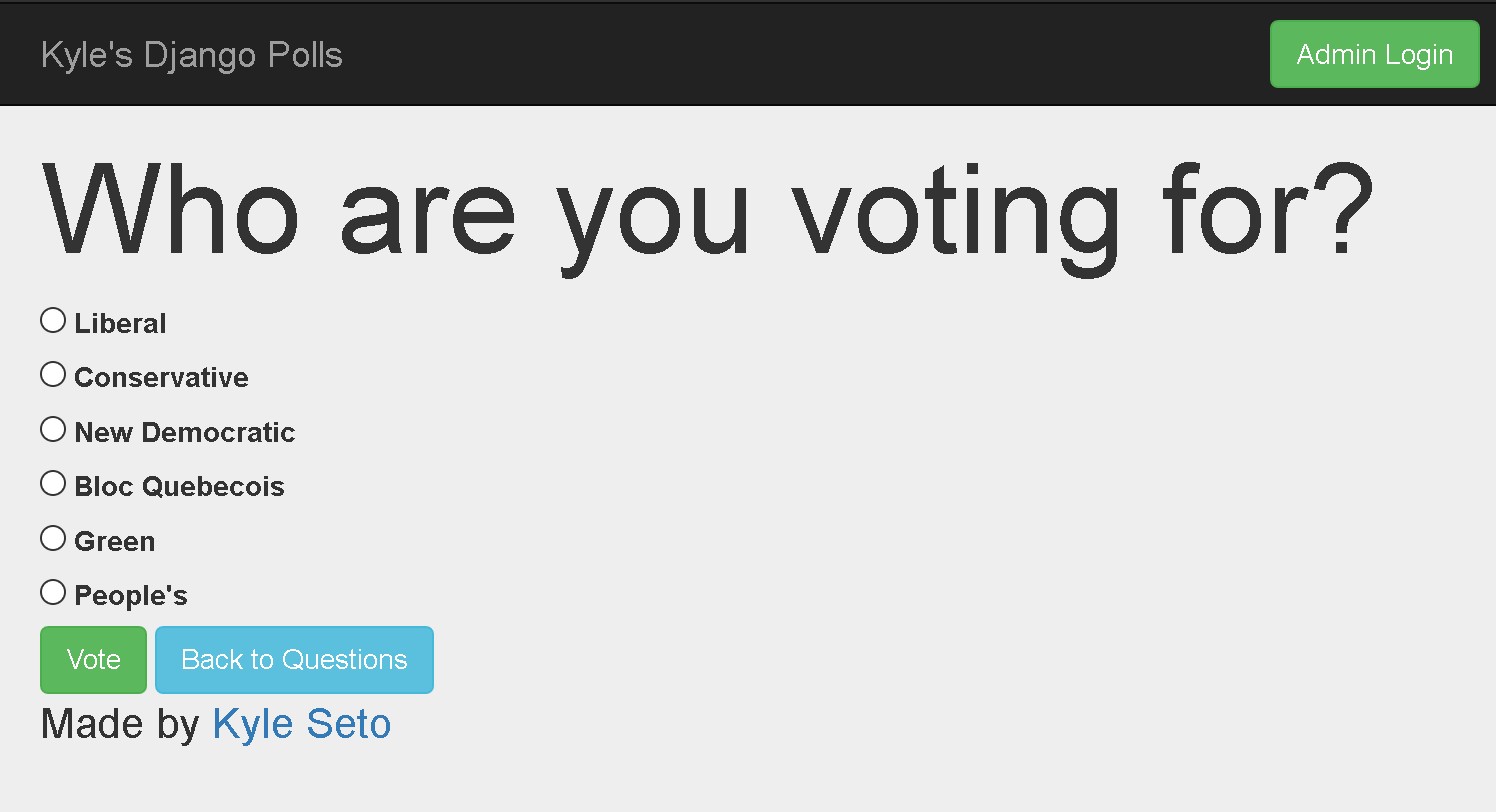 Kyle's Django Polls
Admin Login
Who are you voting for?
Liberal
Conservative
New Democratic
Bloc Quebecois
Green
People's
Vote
Back to Questions
Made by Kyle Seto